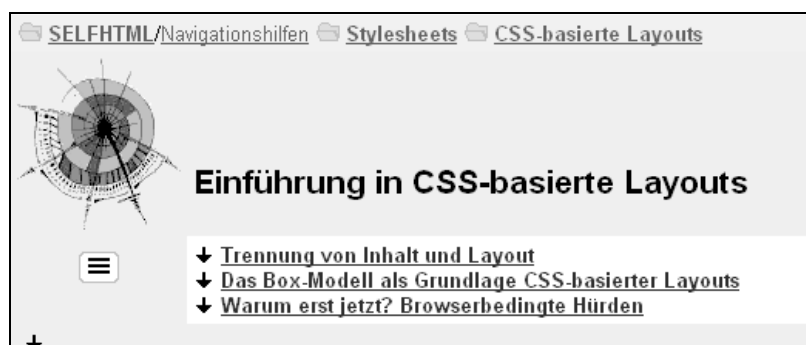 SELFHTML/Navigationshilfen Stylesheets CSS-basierte Layouts
Einführung in CSS-basierte Layouts
Trennung von Inhalt und Layout
Das Box-Modell als Grundlage CSS-basierter Layouts
Warum erst jetzt? Browserbedingte Hürden